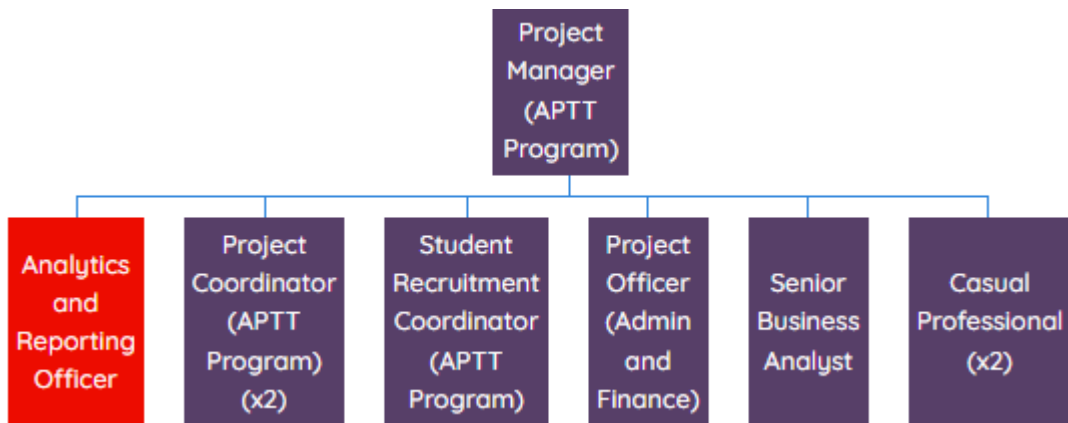 Project
Manager
(APTT
Program)
Analytics
and
Reporting
Officer
Project
Coordinator
(APTT
Program)
(x2)
Student
Recruitment
Coordinator
(APTT
Program)
Project
Officer
(Admin
and
Finance)
Senior
Business
Analyst
Casual
Professional
(x2)